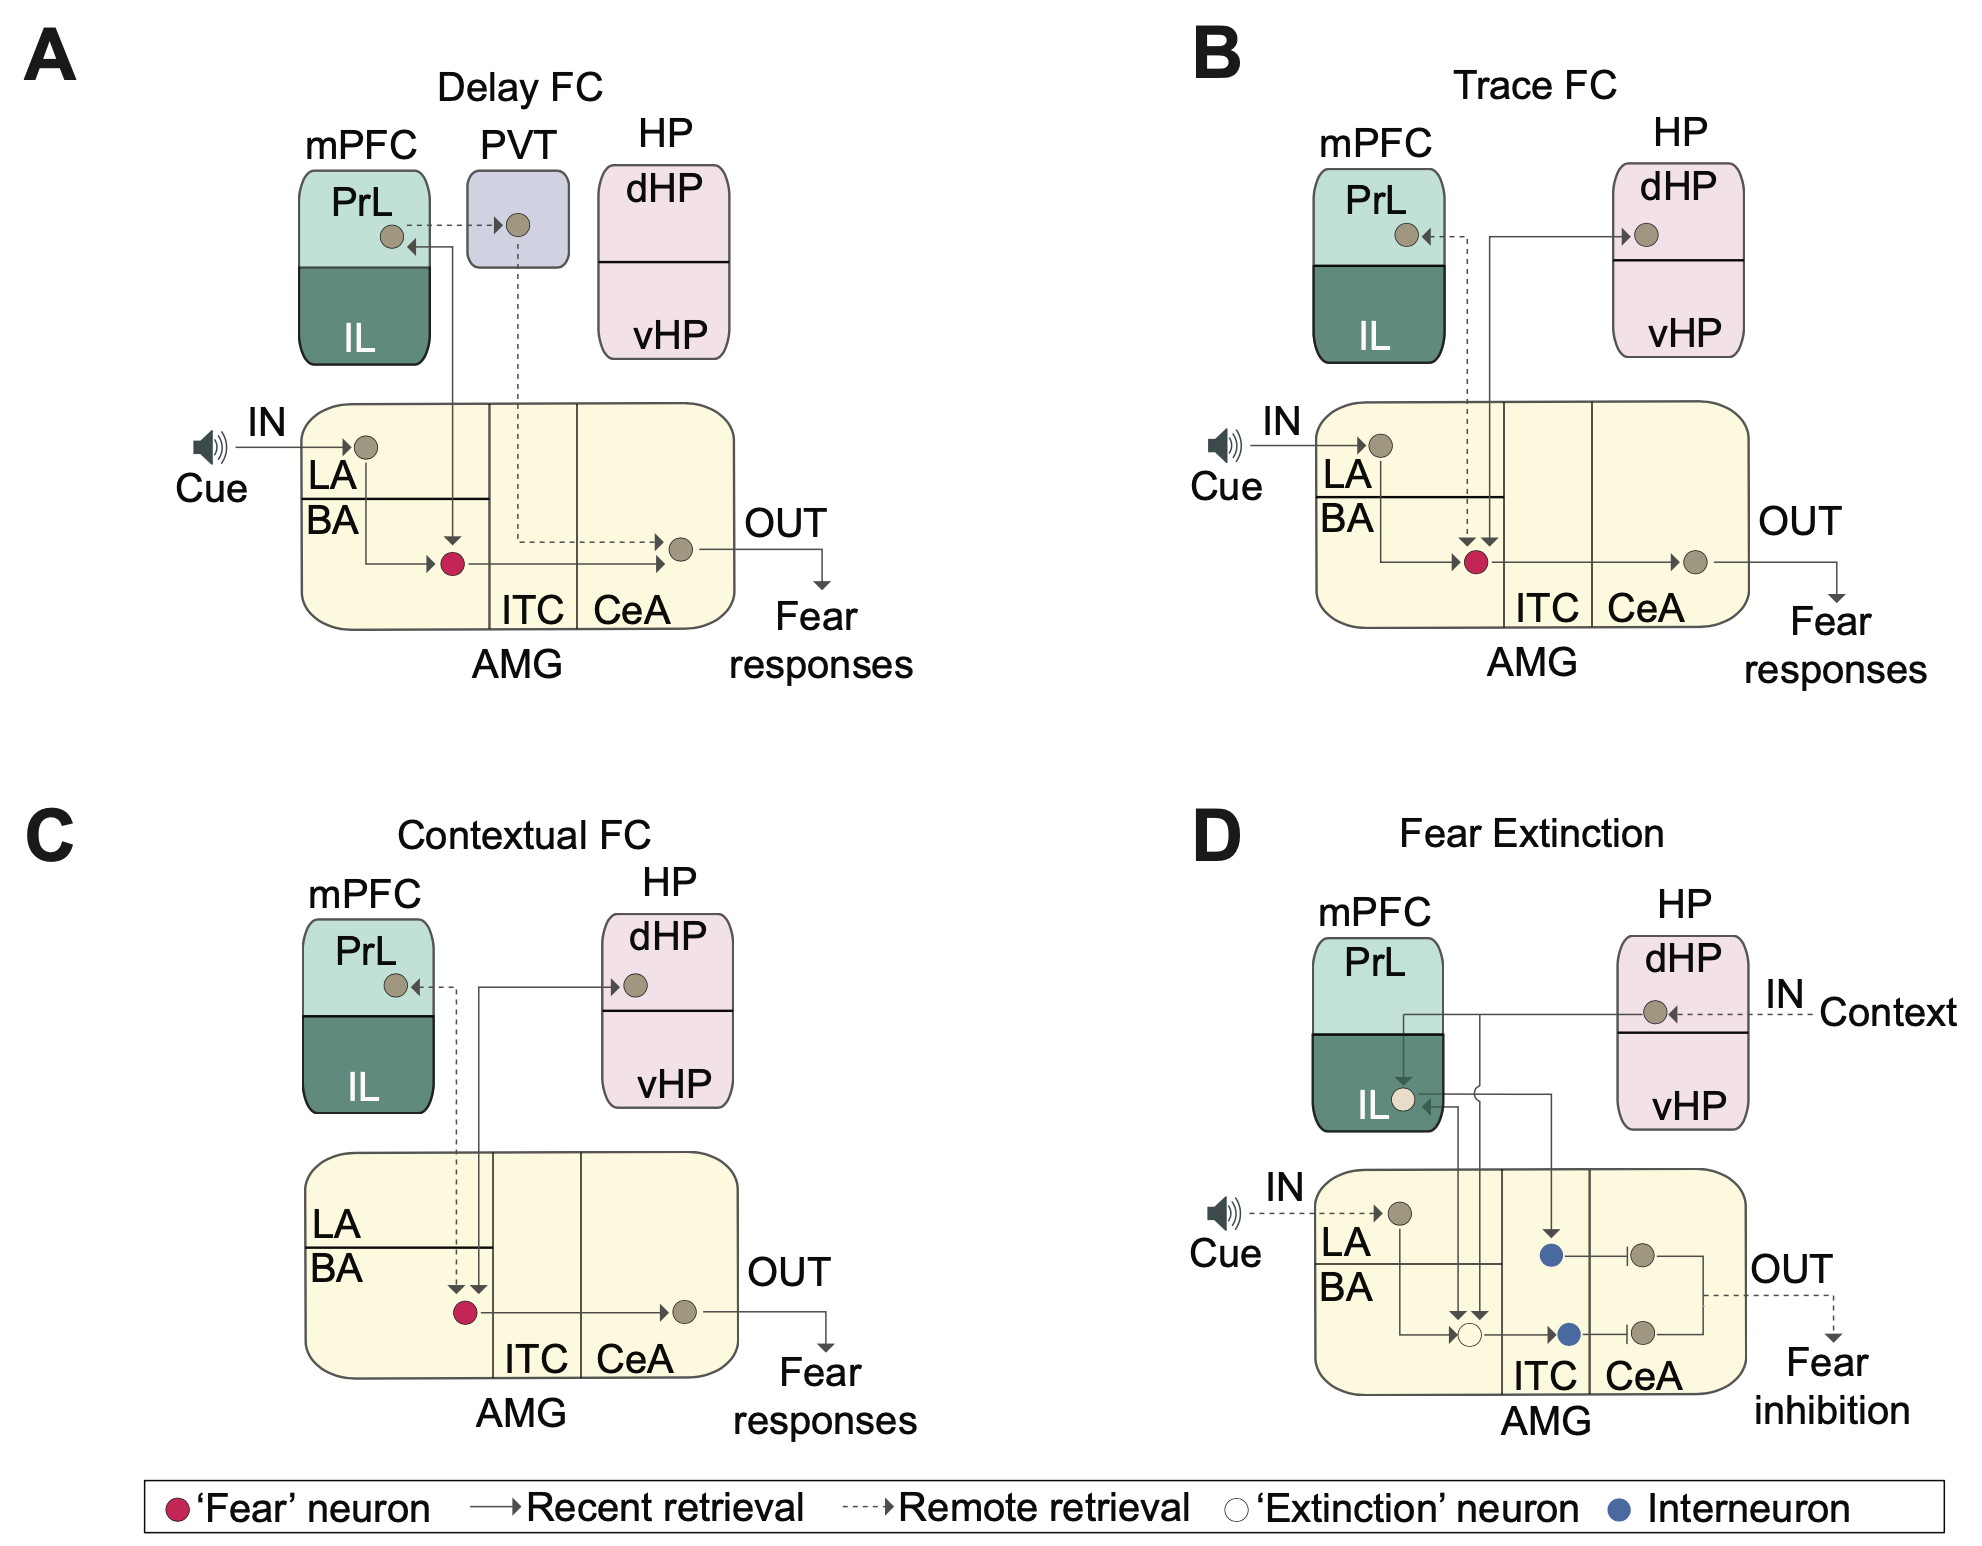 A
Delay FC
mPFC
PVT
HP
PrL
dHP
IL
vHP
IN
Cue
LA
BA
OUT
ITC
CeA
AMG
Fear
responses
B
Trace FC
mPFC
HP
PrL
dHP
IL
vHP
IN
Cue
LA
BA
OUT
ITC
CeA
AMG
Fear
responses
C
Contextual FC
mPFC
HP
PrL
dHP
IL
vHP
LA
BA
OUT
ITC
CeA
AMG
Fear
responses
D
Fear Extinction
mPFC
HP
PrL
dHP
IN
Context
IL
vHP
IN
Cue
LA
BA
OUT
ITC
CeA
AMG
Fear
inhibition
‘Fear’ neuron
Recent retrieval
Remote retrieval
‘Extinction’ neuron
Interneuron